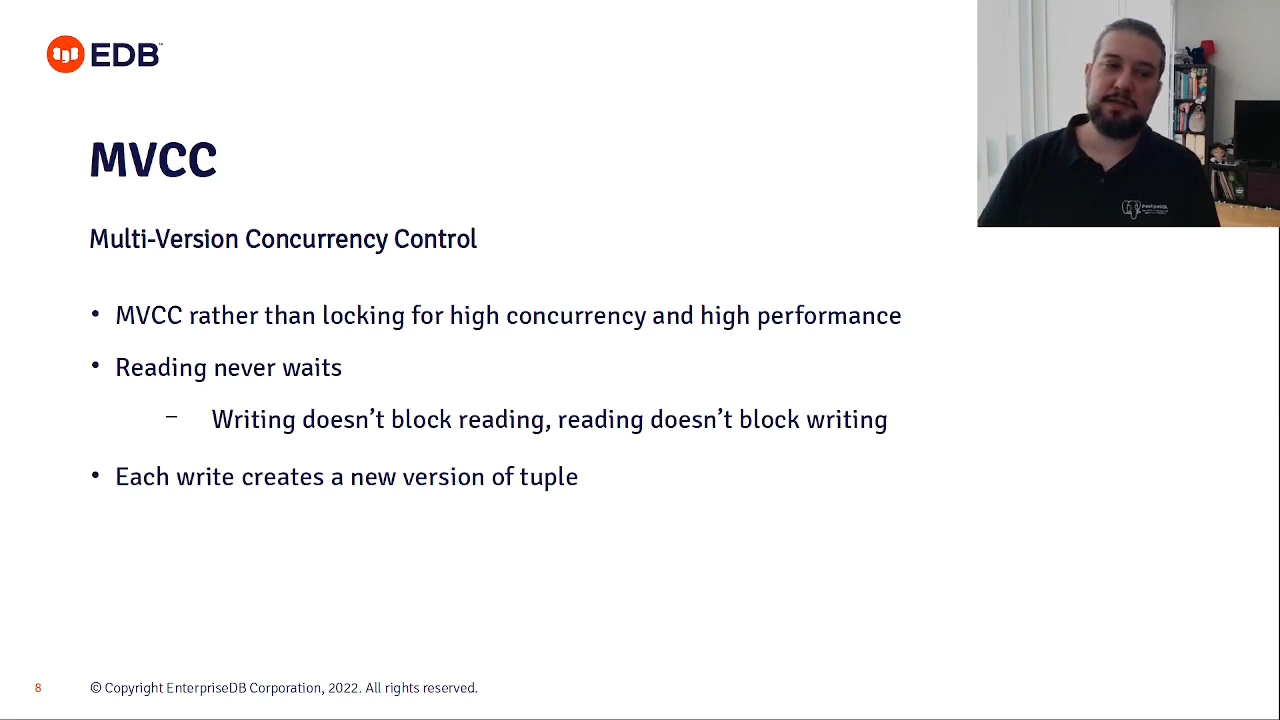 EDB™
MVCC
Multi-Version Concurrency Control
• MVCC rather than locking for high concurrency and high performance
• Reading never waits
– Writing doesn’t block reading, reading doesn’t block writing
• Each write creates a new version of tuple
8 © Copyright EnterpriseDB Corporation, 2022. All rights reserved.
PostgreSQL